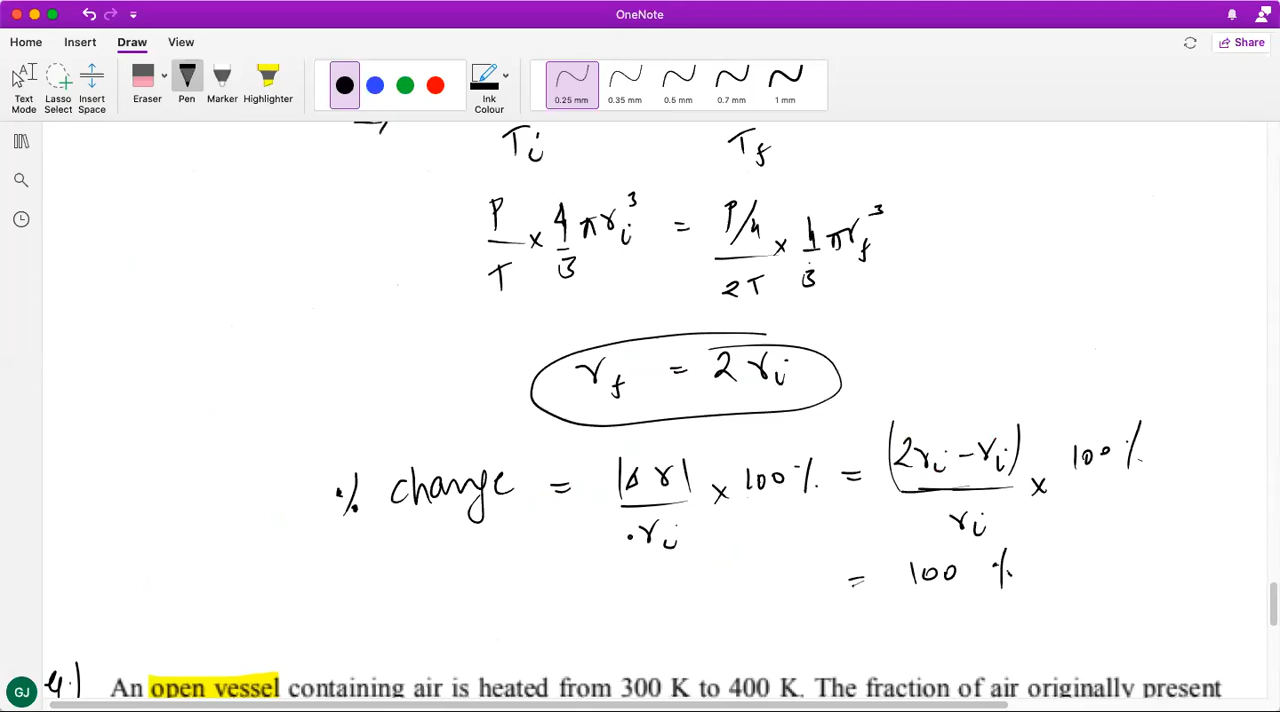 OneNote
Home Insert Draw View Share
Text Mode Lasso Select Insert Space Eraser Pen Marker Highlighter Ink Colour 0.25 mm 0.35 mm 0.5 mm 0.7 mm 1 mm
Ti Tf
P/T × 4/3 πri³ = P/4/2T × 4/3 πrf³
rf = 2 ri
% change = |Δr|/ri × 100% = (2ri − ri)/ri × 100%
= 100 %
GJ
4.) An open vessel containing air is heated from 300 K to 400 K. The fraction of air originally present